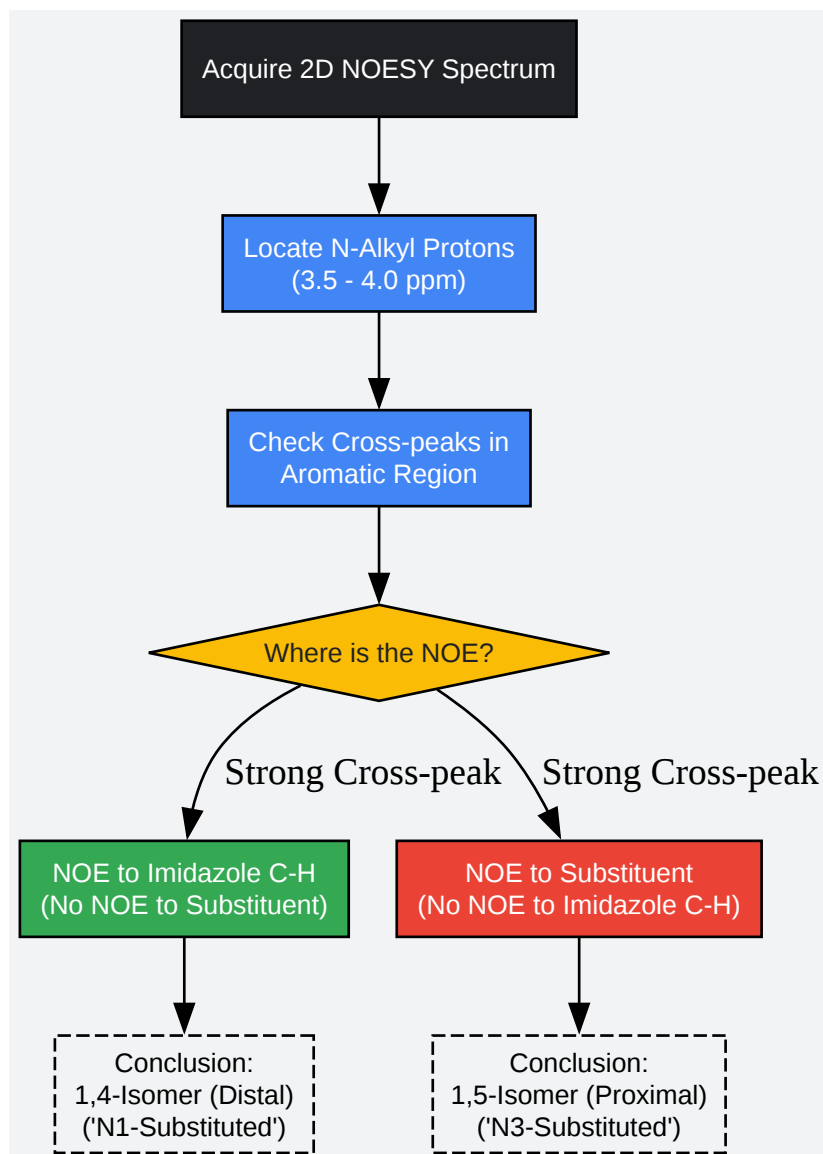 Acquire 2D NOESY Spectrum
Locate N-Alkyl Protons
(3.5 - 4.0 ppm)
Check Cross-peaks in
Aromatic Region
Where is the NOE?
Strong Cross-peak
Strong Cross-peak
NOE to Imidazole C-H
(No NOE to Substituent)
NOE to Substituent
(No NOE to Imidazole C-H)
Conclusion:
1,4-Isomer (Distal)
('N1-Substituted')
Conclusion:
1,5-Isomer (Proximal)
('N3-Substituted')